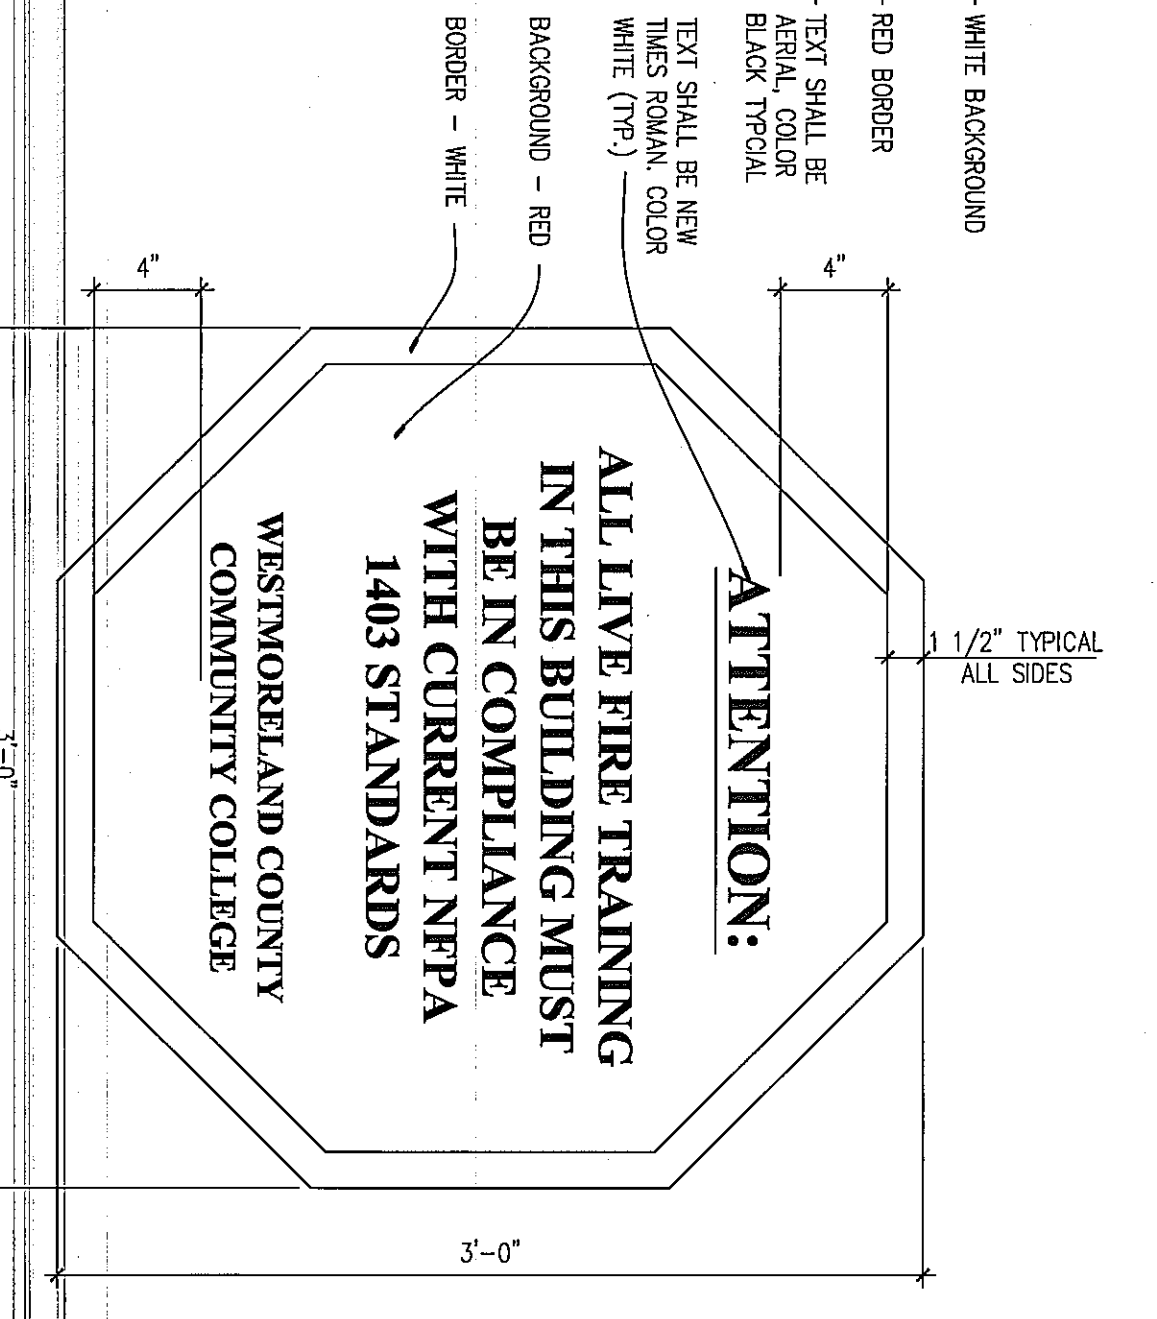 - WHITE BACKGROUND
- RED BORDER
- TEXT SHALL BE
AERIAL, COLOR
BLACK TYPCIAL
TEXT SHALL BE NEW
TIMES ROMAN. COLOR
WHITE (TYP.)
BACKGROUND - RED
BORDER - WHITE
4"
4"
1 1/2" TYPICAL
ALL SIDES
ATTENTION:
ALL LIVE FIRE TRAINING
IN THIS BUILDING MUST
BE IN COMPLIANCE
WITH CURRENT NFPA
1403 STANDARDS
WESTMORELAND COUNTY
COMMUNITY COLLEGE
3'-0"
3'-0"